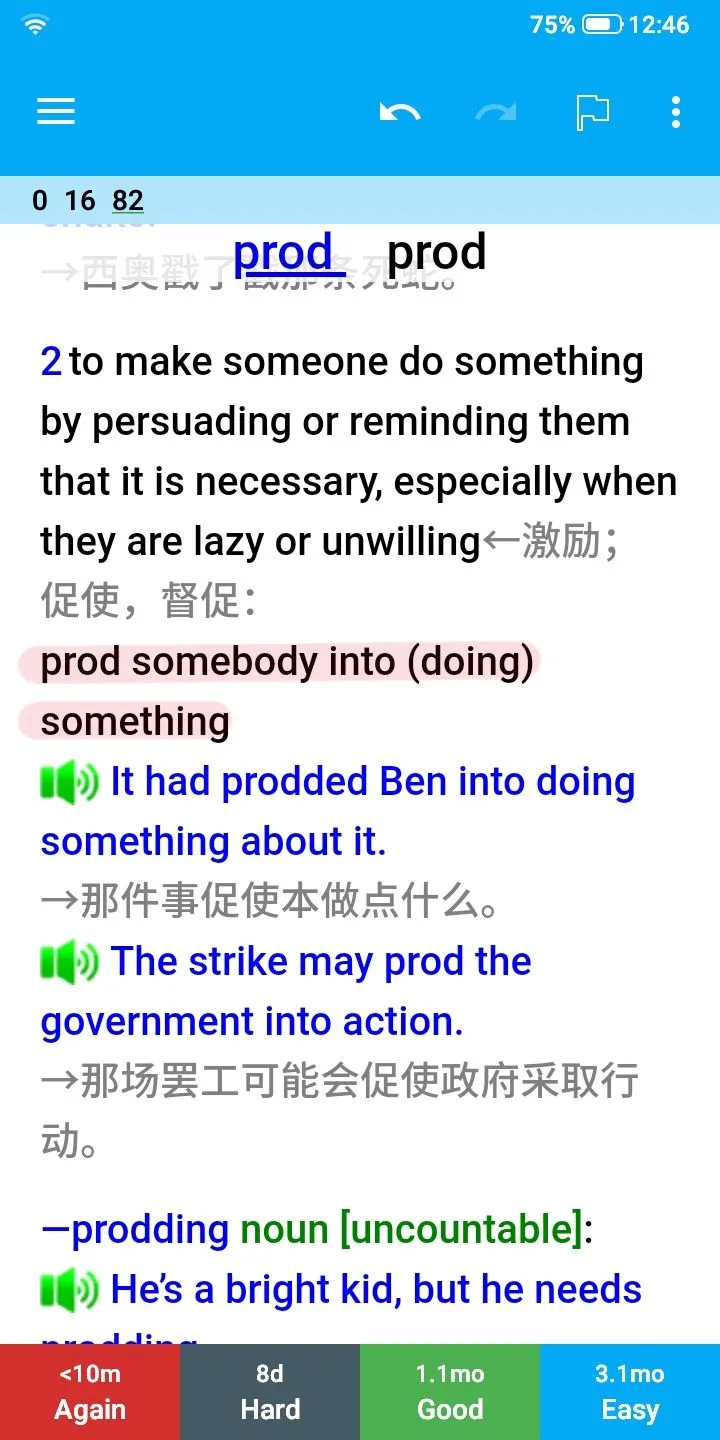 75% 12:46
0 16 82
prod prod
→西奥戳了戳那条死蛇。
2 to make someone do something
by persuading or reminding them
that it is necessary, especially when
they are lazy or unwilling←激励；
促使，督促：
prod somebody into (doing)
something
It had prodded Ben into doing
something about it.
→那件事促使本做点什么。
The strike may prod the
government into action.
→那场罢工可能会促使政府采取行
动。
—prodding noun [uncountable]:
He’s a bright kid, but he needs
prodding
<10m 8d 1.1mo 3.1mo
Again Hard Good Easy